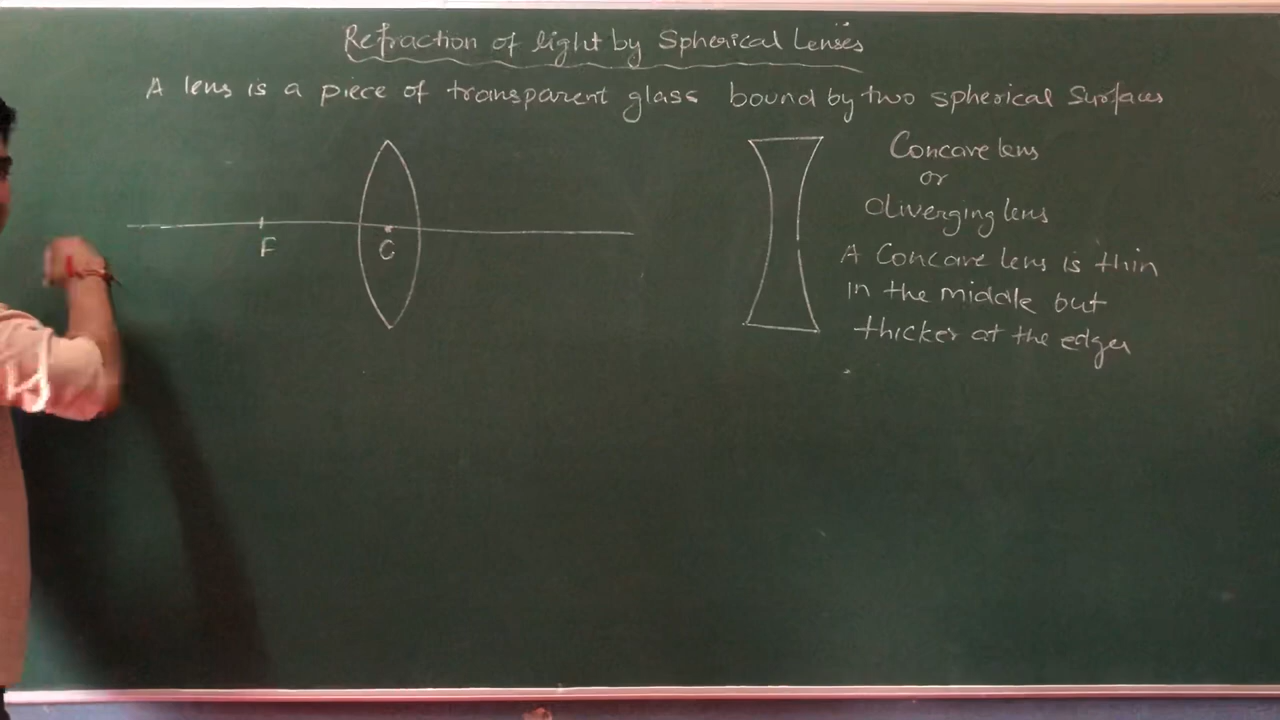 Refraction of light by Spherical Lenses
A lens is a piece of transparent glass bound by two spherical Surfaces
F
C
Concave lens
or
Diverging lens
A Concave lens is thin
in the middle but
thicker at the edges